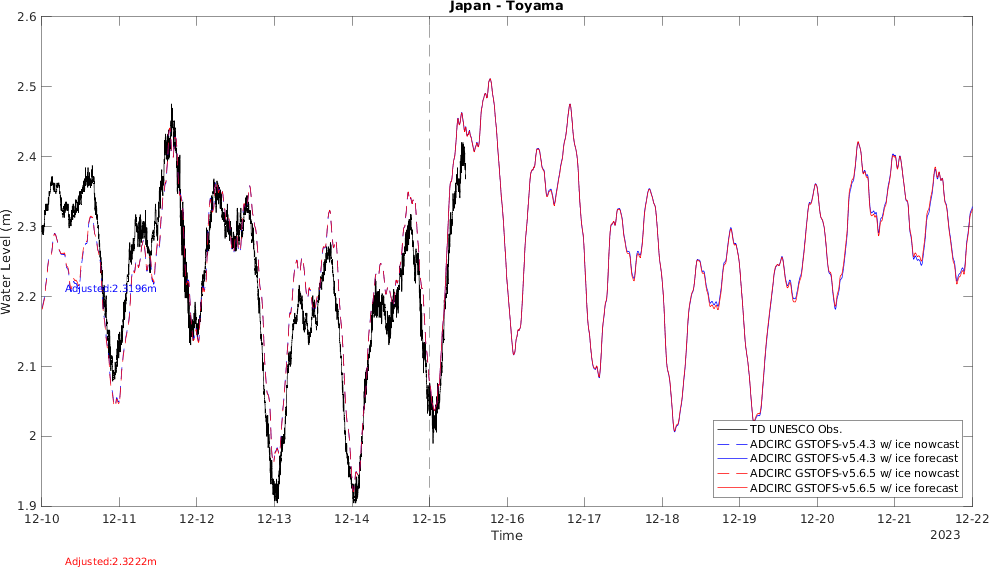 Japan - Toyama
2.6
2.5
2.4
2.3
2.2
2.1
2
1.9
Water Level (m)
Adjusted:2.3196m
TD UNESCO Obs.
ADCIRC GSTOFS-v5.4.3 w/ ice nowcast
ADCIRC GSTOFS-v5.4.3 w/ ice forecast
ADCIRC GSTOFS-v5.6.5 w/ ice nowcast
ADCIRC GSTOFS-v5.6.5 w/ ice forecast
12-10 12-11 12-12 12-13 12-14 12-15 12-16 12-17 12-18 12-19 12-20 12-21 12-22
Time
2023
Adjusted:2.3222m